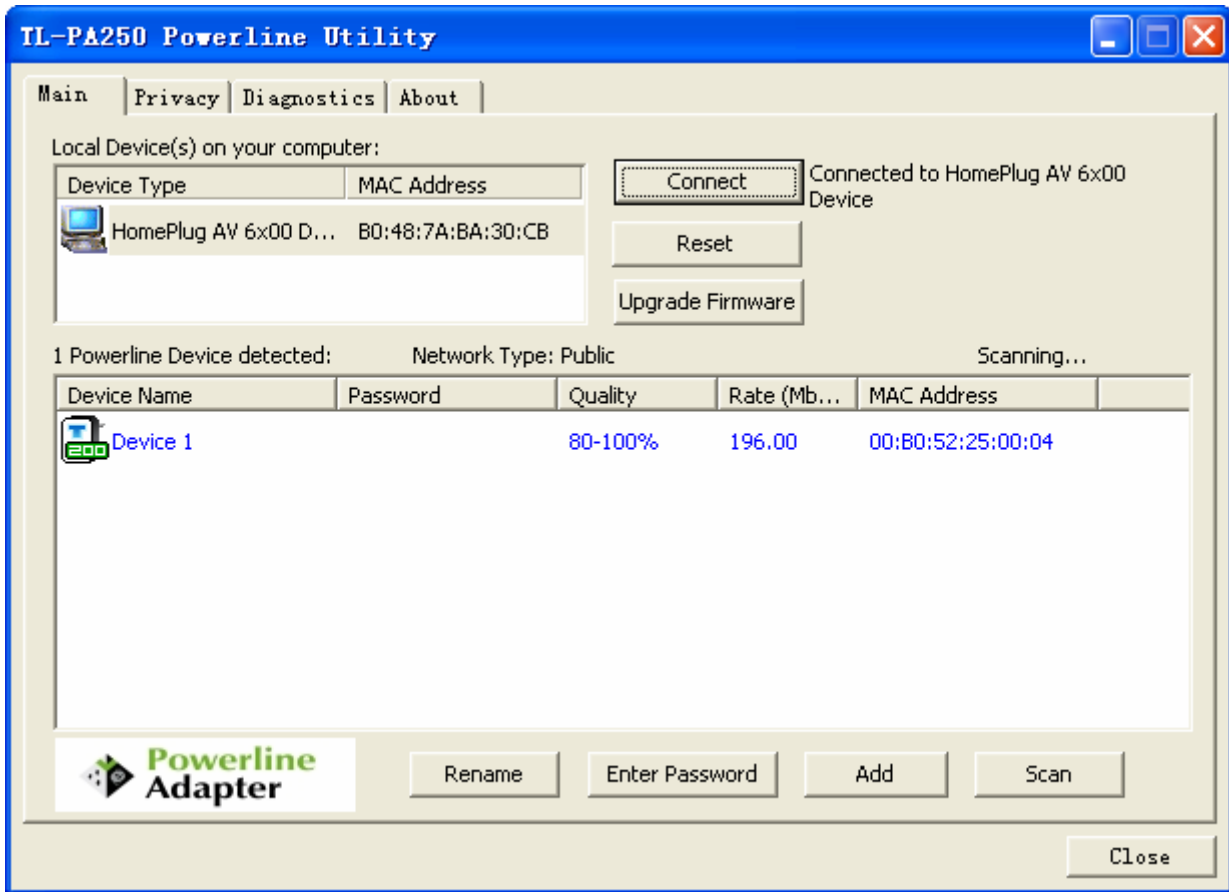 TL-PA250 Powerline Utility
Main Privacy Diagnostics About
Local Device(s) on your computer:
Device Type MAC Address
HomePlug AV 6x00 D... B0:48:7A:BA:30:CB
Connect
Connected to HomePlug AV 6x00
Device
Reset
Upgrade Firmware
1 Powerline Device detected: Network Type: Public Scanning...
Device Name Password Quality Rate (Mb... MAC Address
T
200
Device 1 80-100% 196.00 00:B0:52:25:00:04
Powerline
Adapter
Rename Enter Password Add Scan
Close